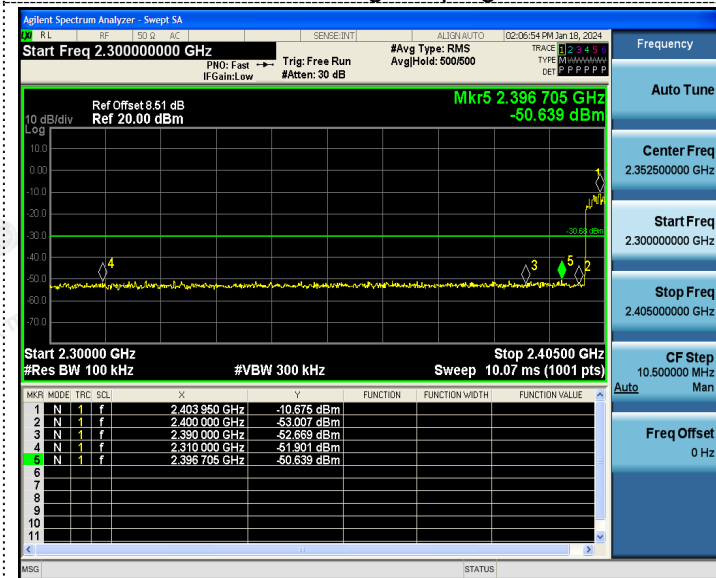 Agilent Spectrum Analyzer - Swept SA
RL RF 50 Ω AC SENSE:INT ALIGN AUTO 02:06:54 PM Jan 18, 2024
Start Freq 2.300000000 GHz
PNO: Fast
IFGain:Low
Trig: Free Run
#Atten: 30 dB
#Avg Type: RMS
Avg|Hold: 500/500
TRACE 1 2 3 4 5 6
TYPE M
DET P P P P P P
Mkr5 2.396 705 GHz
-50.639 dBm
Ref Offset 8.51 dB
10 dB/div Ref 20.00 dBm
Log
10.0
0.00
-10.0
-20.0
-30.0
-40.0
-50.0
-60.0
-70.0
1
-30.68 dBm
4 3 5 2
Start 2.30000 GHz Stop 2.40500 GHz
#Res BW 100 kHz #VBW 300 kHz Sweep 10.07 ms (1001 pts)
MKR MODE TRC SCL X Y FUNCTION FUNCTION WIDTH FUNCTION VALUE
1 N 1 f 2.403 950 GHz -10.675 dBm
2 N 1 f 2.400 000 GHz -53.007 dBm
3 N 1 f 2.390 000 GHz -52.669 dBm
4 N 1 f 2.310 000 GHz -51.901 dBm
5 N 1 f 2.396 705 GHz -50.639 dBm
6
7
8
9
10
11
MSG STATUS
Frequency
Auto Tune
Center Freq
2.352500000 GHz
Start Freq
2.300000000 GHz
Stop Freq
2.405000000 GHz
CF Step
10.500000 MHz
Auto Man
Freq Offset
0 Hz